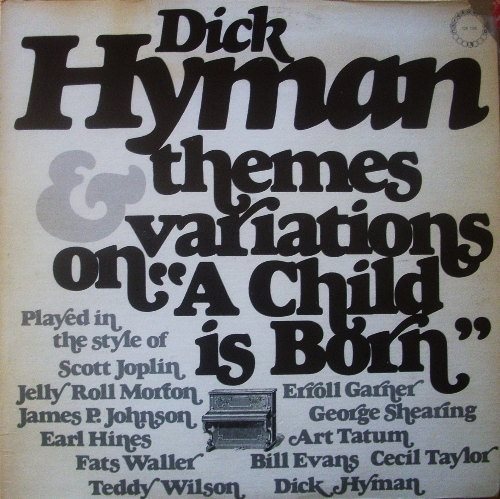 Dick
Hyman
themes
& variations
on "A Child
is Born"
Played in
the style of
Scott Joplin
Jelly Roll Morton
James P. Johnson
Earl Hines
Fats Waller
Teddy Wilson
Erroll Garner
George Shearing
Art Tatum
Bill Evans Cecil Taylor
Dick Hyman